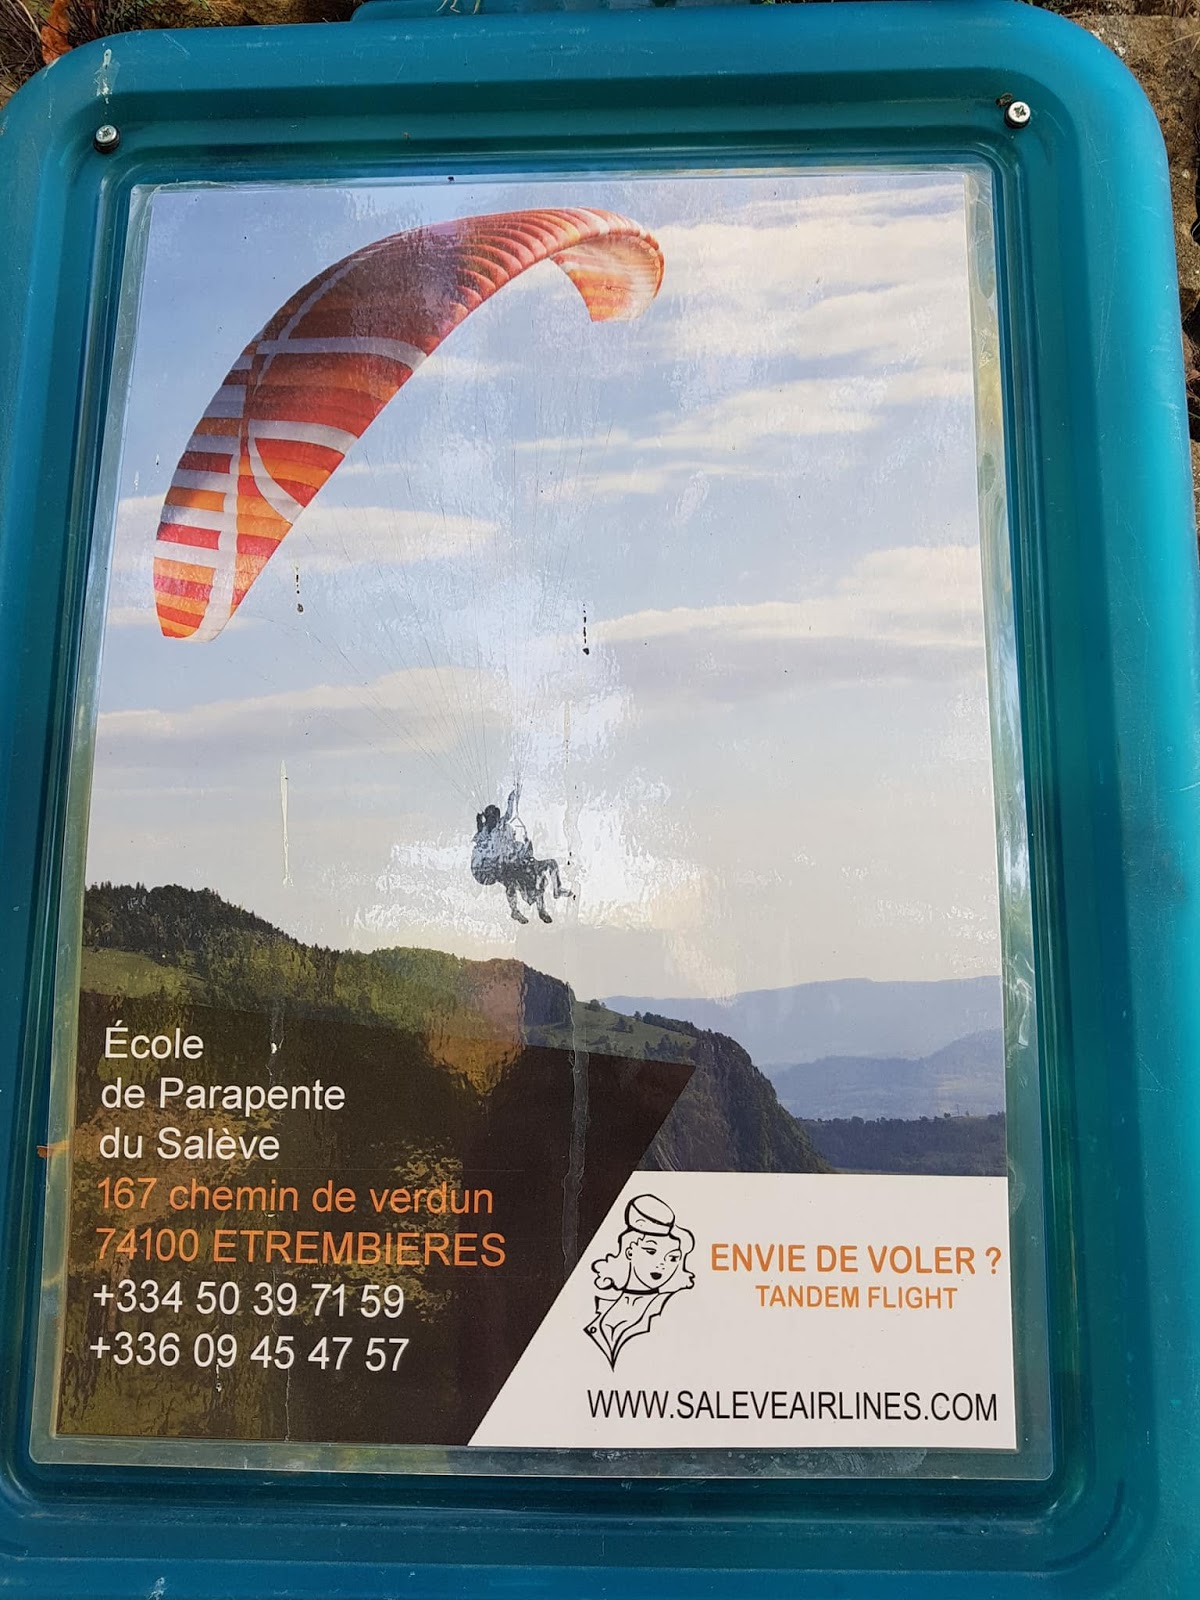 École
de Parapente
du Salève
167 chemin de verdun
74100 ETREMBIERES
+334 50 39 71 59
+336 09 45 47 57
ENVIE DE VOLER ?
TANDEM FLIGHT
WWW.SALEVEAIRLINES.COM